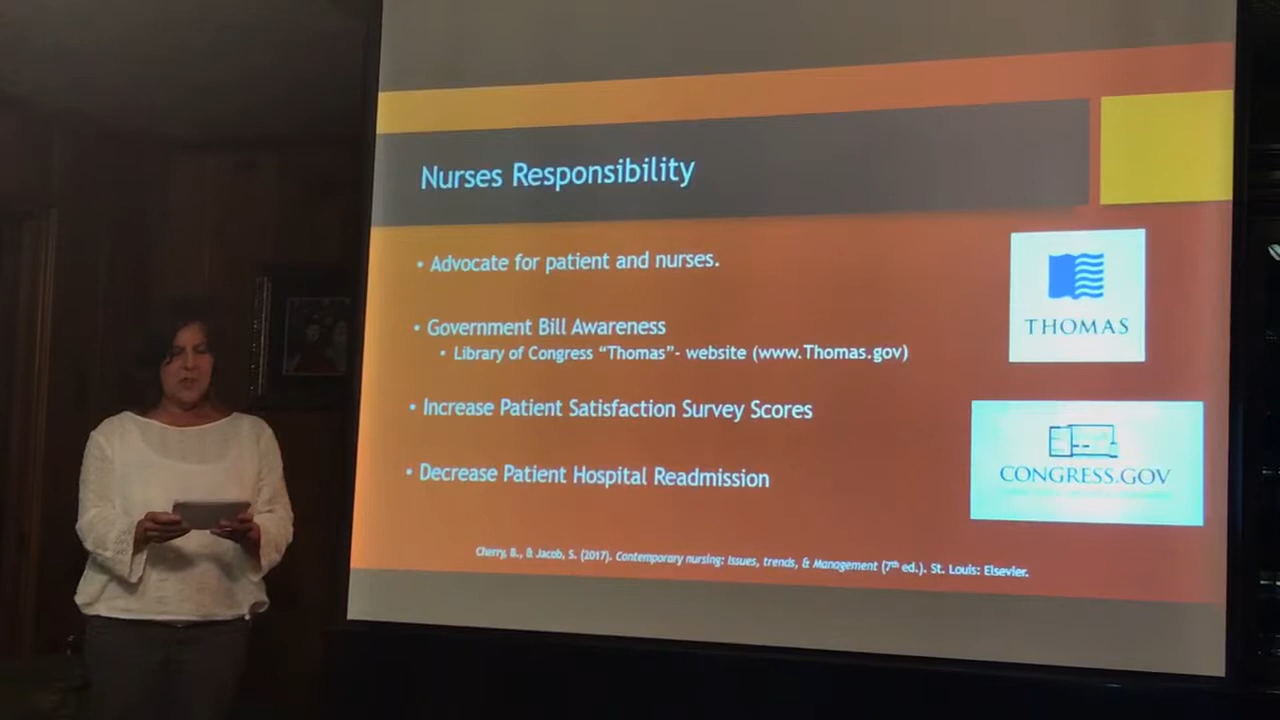 Nurses Responsibility
• Advocate for patient and nurses.
• Government Bill Awareness
• Library of Congress “Thomas”- website (www.Thomas.gov)
• Increase Patient Satisfaction Survey Scores
• Decrease Patient Hospital Readmission
THOMAS
CONGRESS.GOV
Cherry, B., & Jacob, S. (2017). Contemporary nursing: Issues, trends, & Management (7th ed.). St. Louis: Elsevier.